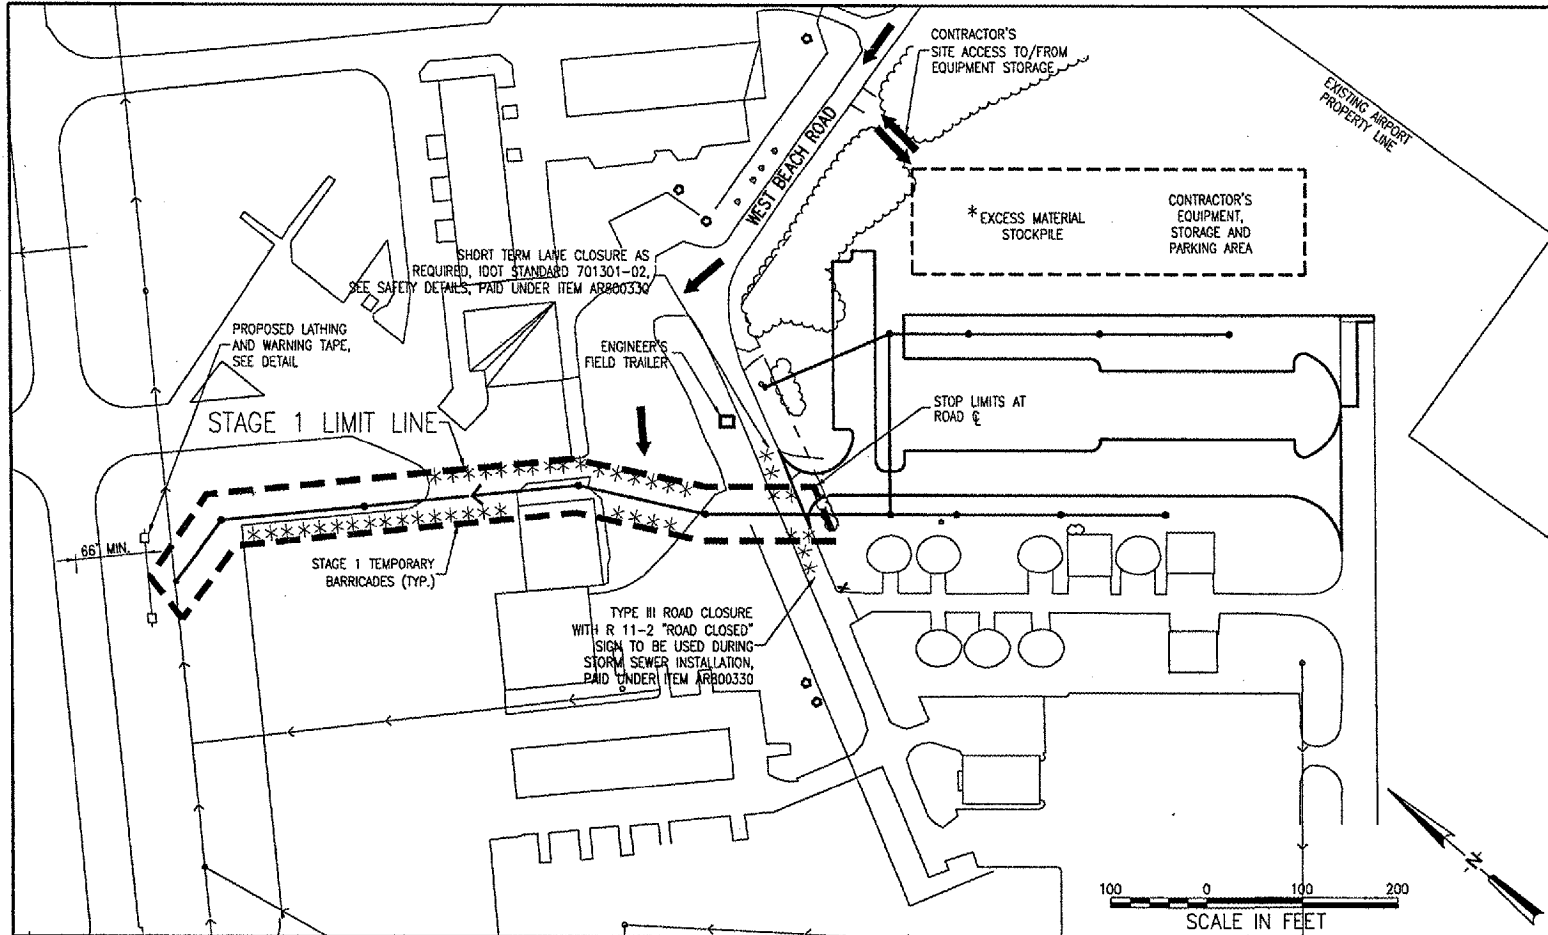 CONTRACTOR'S
SITE ACCESS TO/FROM
EQUIPMENT STORAGE
EXISTING AIRPORT
PROPERTY LINE
WEST BEACH ROAD
*EXCESS MATERIAL
STOCKPILE
CONTRACTOR'S
EQUIPMENT,
STORAGE AND
PARKING AREA
SHORT TERM LANE CLOSURE AS
REQUIRED, IDOT STANDARD 701301-02,
SEE SAFETY DETAILS, PAID UNDER ITEM AR800330
PROPOSED LATHING
AND WARNING TAPE,
SEE DETAIL
ENGINEER'S
FIELD TRAILER
STAGE 1 LIMIT LINE
STOP LIMITS AT
ROAD ℄
66' MIN.
STAGE 1 TEMPORARY
BARRICADES (TYP.)
TYPE III ROAD CLOSURE
WITH R 11-2 "ROAD CLOSED"
SIGN TO BE USED DURING
STORM SEWER INSTALLATION,
PAID UNDER ITEM AR800330
-N-
100 0 100 200
SCALE IN FEET